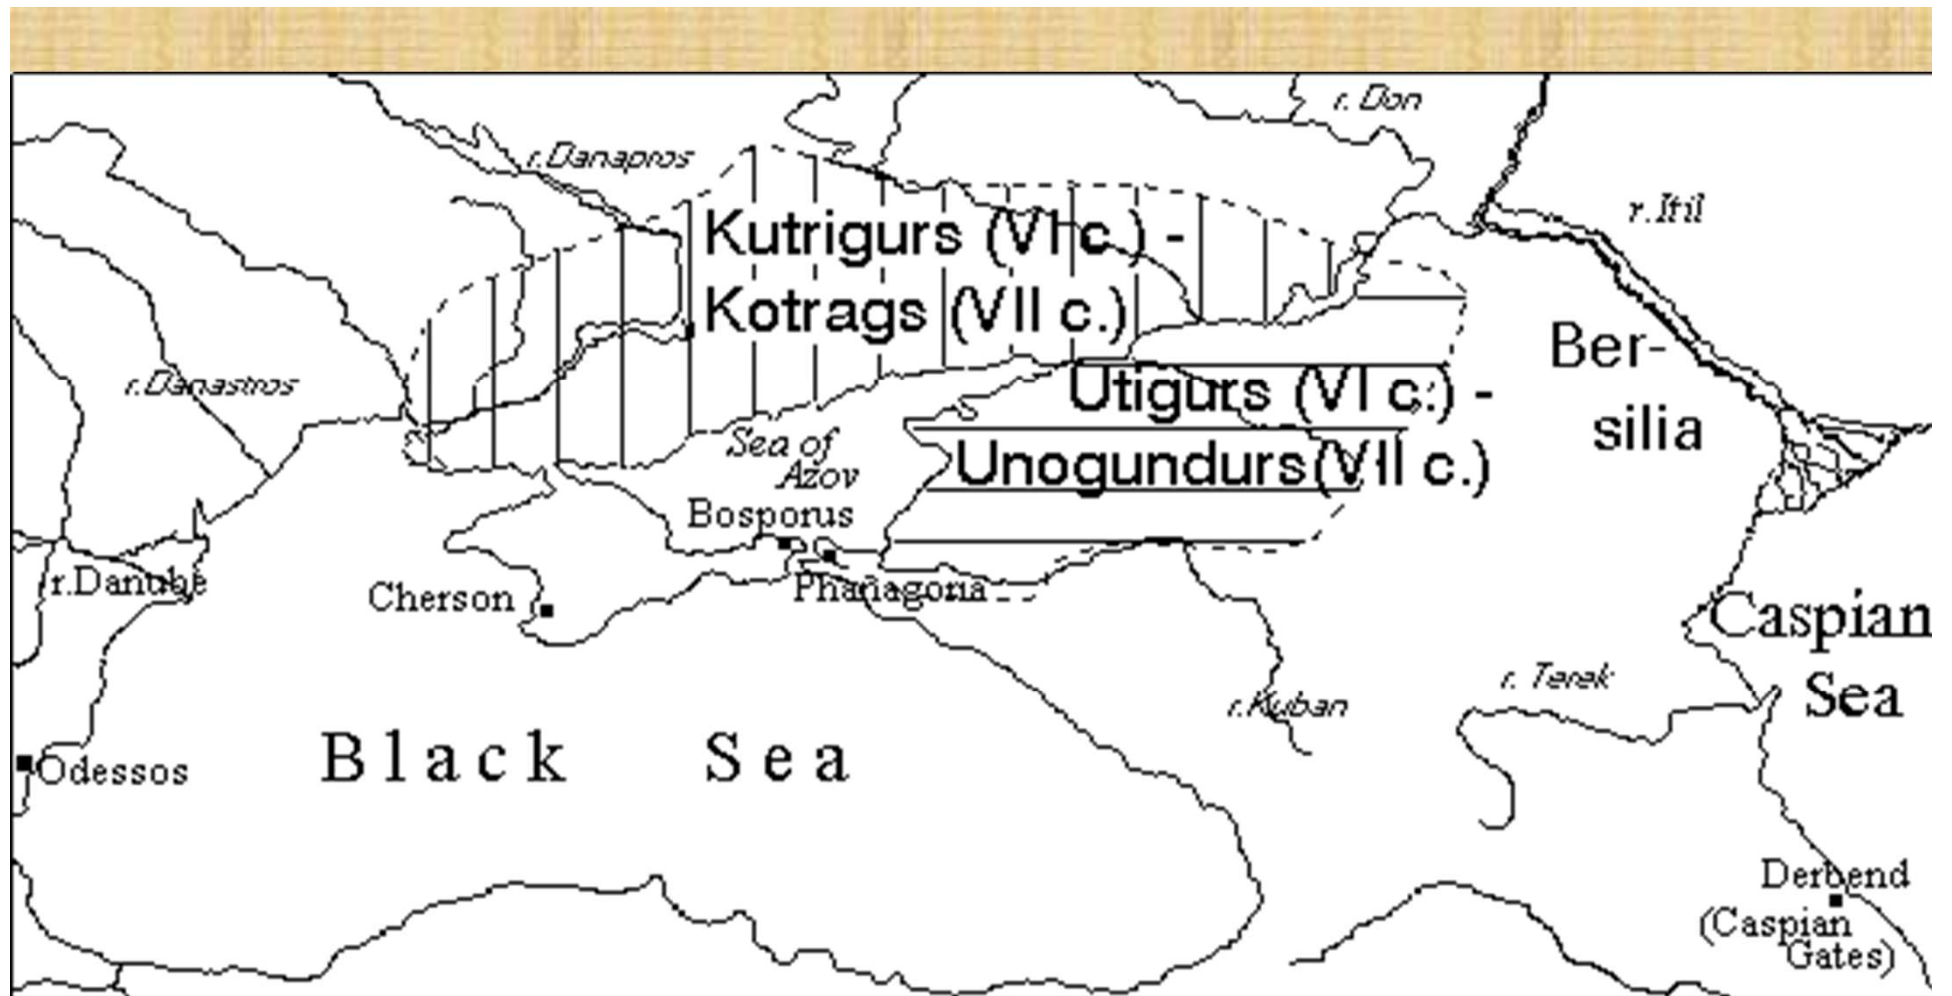 r. Don
r.Danapros
r.Itil
Kutrigurs (VI c.) -
Kotrags (VII c.)
Ber-
silia
r.Danastros
Utigurs (VI c.) -
Sea of
Azov
Unogundurs(VII c.)
Bosporus
r.Danube
Cherson
Phanagoria
Caspian
Sea
r. Terek
r.Kuban
Odessos
Black Sea
Derbend
(Caspian
Gates)